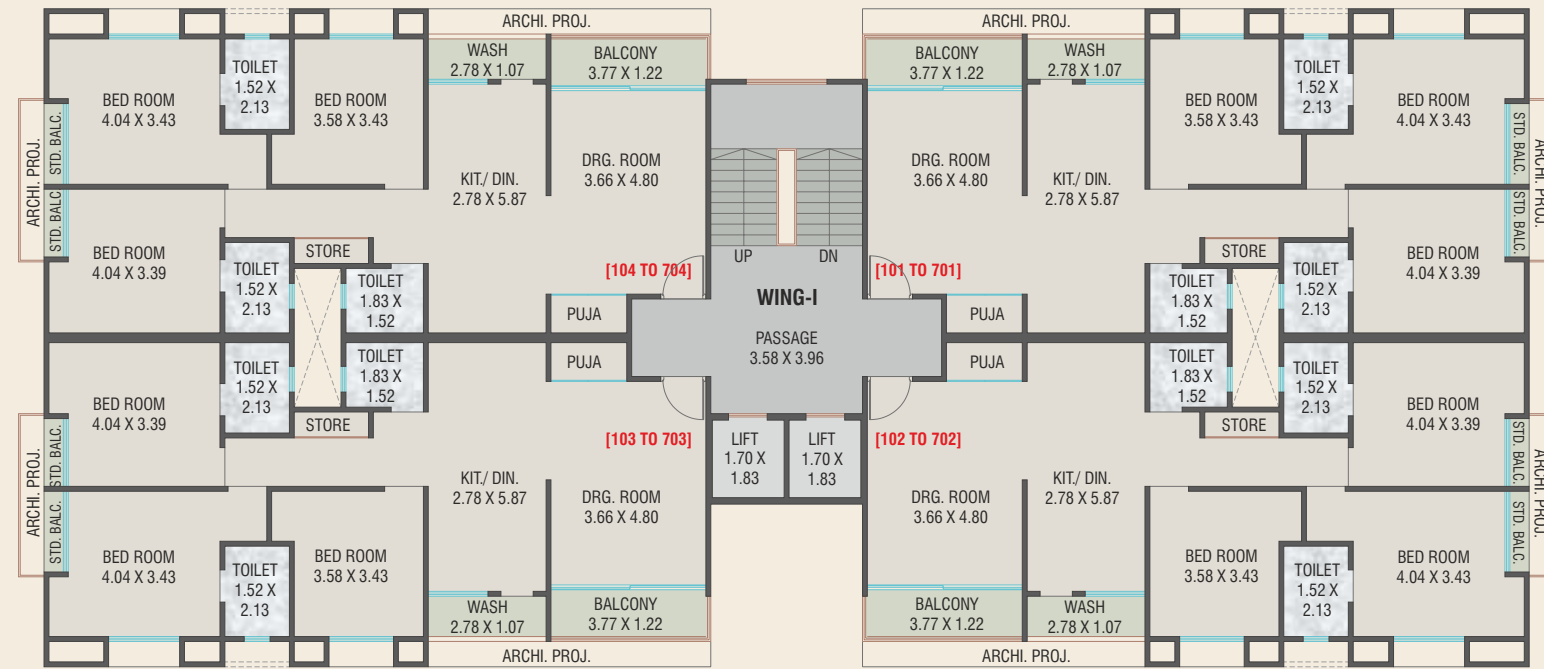 ARCHI. PROJ.
ARCHI. PROJ.
WASH
2.78 X 1.07
BALCONY
3.77 X 1.22
BALCONY
3.77 X 1.22
WASH
2.78 X 1.07
BED ROOM
4.04 X 3.43
TOILET
1.52 X
2.13
BED ROOM
3.58 X 3.43
BED ROOM
3.58 X 3.43
TOILET
1.52 X
2.13
BED ROOM
4.04 X 3.43
ARCHI. PROJ.
STD. BALC.
STD. BALC.
KIT./ DIN.
2.78 X 5.87
DRG. ROOM
3.66 X 4.80
DRG. ROOM
3.66 X 4.80
KIT./ DIN.
2.78 X 5.87
STD. BALC.
STD. BALC.
ARCHI. PROJ.
BED ROOM
4.04 X 3.39
TOILET
1.52 X
2.13
STORE
TOILET
1.83 X
1.52
[104 TO 704]
UP
DN
[101 TO 701]
STORE
TOILET
1.83 X
1.52
TOILET
1.52 X
2.13
BED ROOM
4.04 X 3.39
PUJA
WING-I
PASSAGE
3.58 X 3.96
PUJA
BED ROOM
4.04 X 3.39
TOILET
1.52 X
2.13
TOILET
1.83 X
1.52
STORE
PUJA
PUJA
TOILET
1.83 X
1.52
STORE
TOILET
1.52 X
2.13
BED ROOM
4.04 X 3.39
[103 TO 703]
LIFT
1.70 X
1.83
LIFT
1.70 X
1.83
[102 TO 702]
ARCHI. PROJ.
STD. BALC.
STD. BALC.
KIT./ DIN.
2.78 X 5.87
DRG. ROOM
3.66 X 4.80
DRG. ROOM
3.66 X 4.80
KIT./ DIN.
2.78 X 5.87
STD. BALC.
STD. BALC.
ARCHI. PROJ.
BED ROOM
4.04 X 3.43
TOILET
1.52 X
2.13
BED ROOM
3.58 X 3.43
BED ROOM
3.58 X 3.43
TOILET
1.52 X
2.13
BED ROOM
4.04 X 3.43
WASH
2.78 X 1.07
BALCONY
3.77 X 1.22
BALCONY
3.77 X 1.22
WASH
2.78 X 1.07
ARCHI. PROJ.
ARCHI. PROJ.